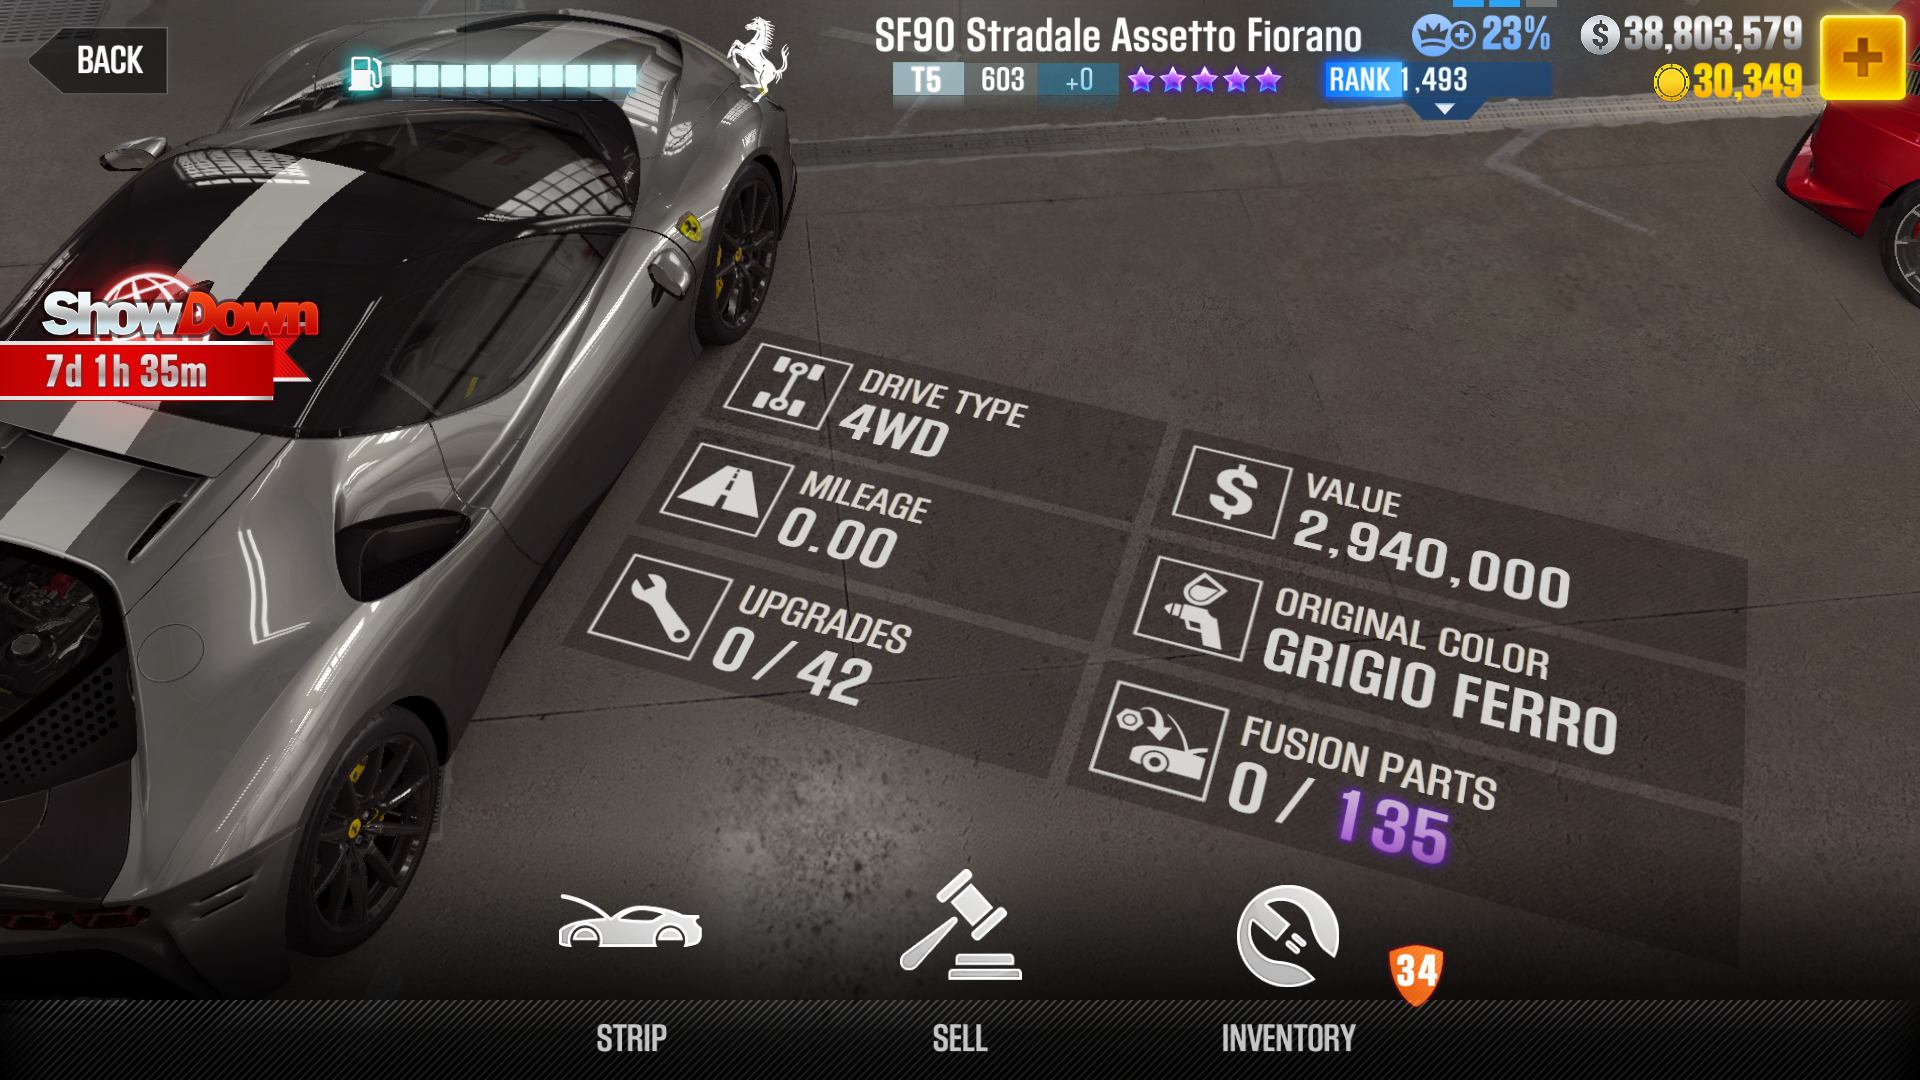 BACK
SF90 Stradale Assetto Fiorano
23%
38,803,579
T5 603 +0
RANK 1,493
30,349
ShowDown
7d 1h 35m
DRIVE TYPE
4WD
MILEAGE
0.00
UPGRADES
0 / 42
VALUE
2,940,000
ORIGINAL COLOR
GRIGIO FERRO
FUSION PARTS
0 / 135
STRIP
SELL
INVENTORY
34